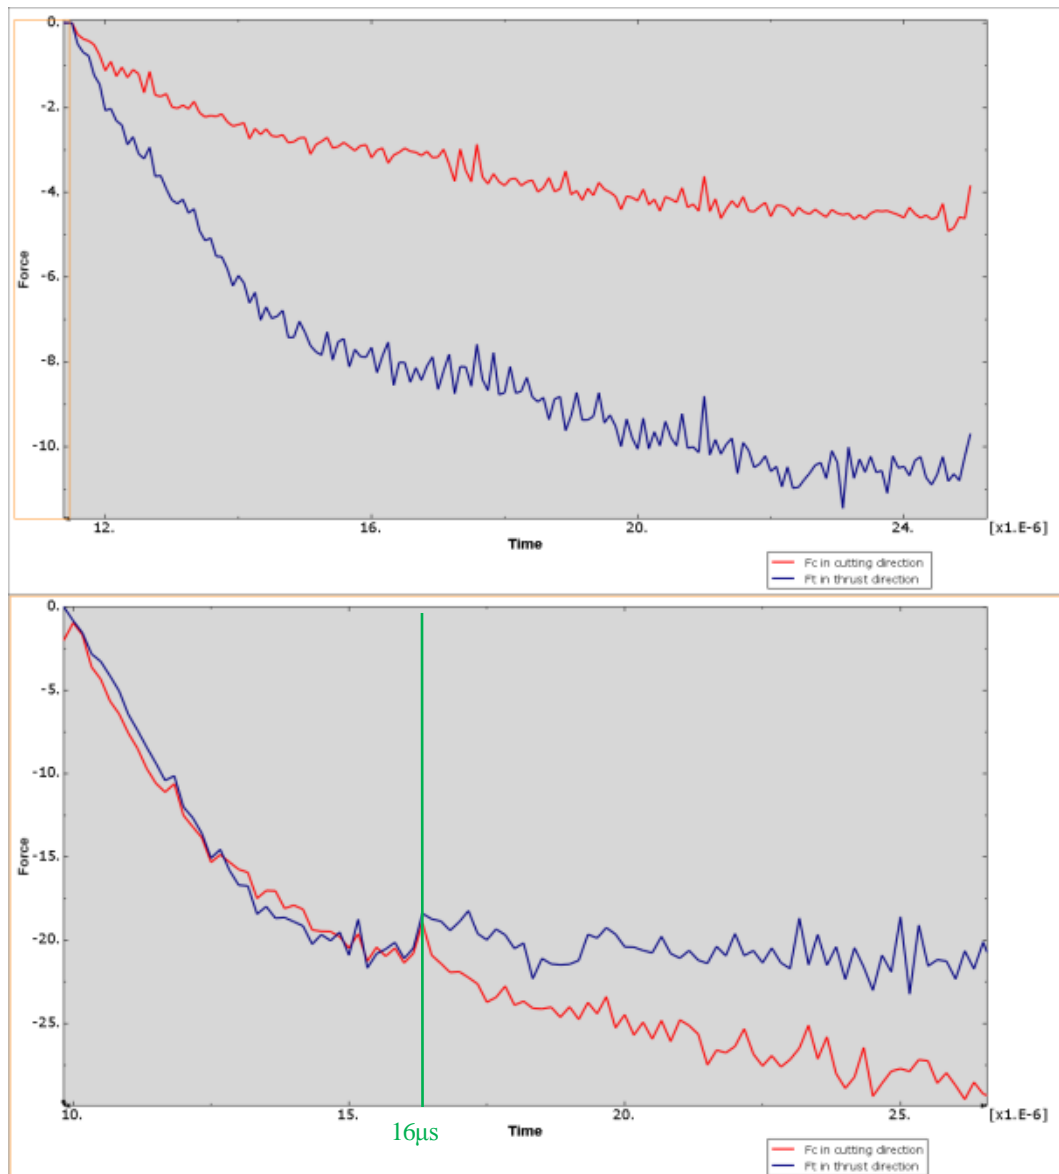 0.
-2.
-4.
-6.
-8.
-10.
Force
12. 16. 20. 24. [x1.E-6]
Time
Fc in cutting direction
Ft in thrust direction
0.
-5.
-10.
-15.
-20.
-25.
Force
10. 15. 20. 25. [x1.E-6]
16μs
Time
Fc in cutting direction
Ft in thrust direction